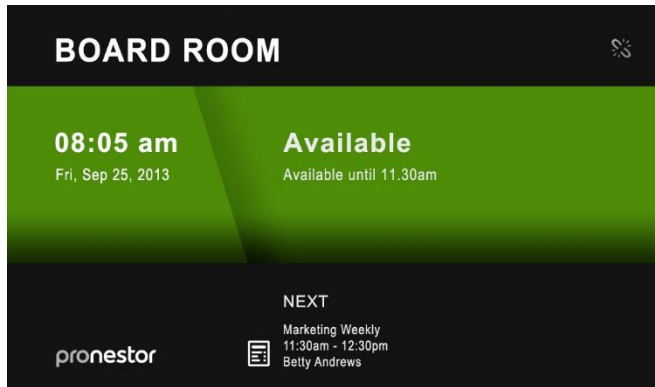 BOARD ROOM
08:05 am
Fri, Sep 25, 2013
Available
Available until 11.30am
NEXT
Marketing Weekly
11:30am - 12:30pm
Betty Andrews
pronestor